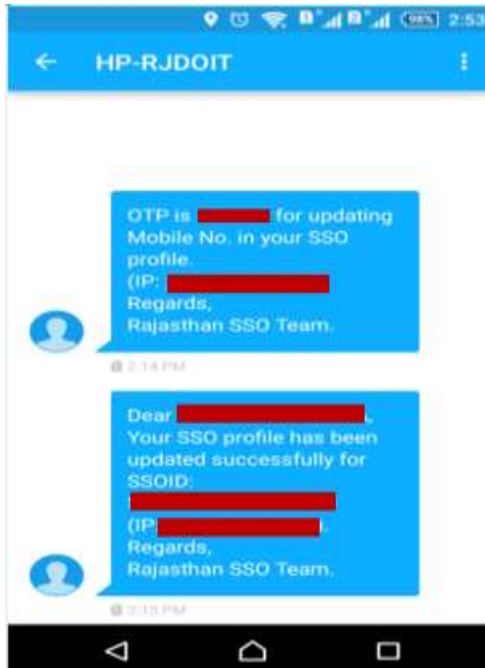 98% 2:53
HP-RJDOIT
OTP is for updating
Mobile No. in your SSO
profile.
(IP:
Regards,
Rajasthan SSO Team.
2:14 PM
Dear ,
Your SSO profile has been
updated successfully for
SSOID:
(IP: ).
Regards,
Rajasthan SSO Team.
2:15 PM